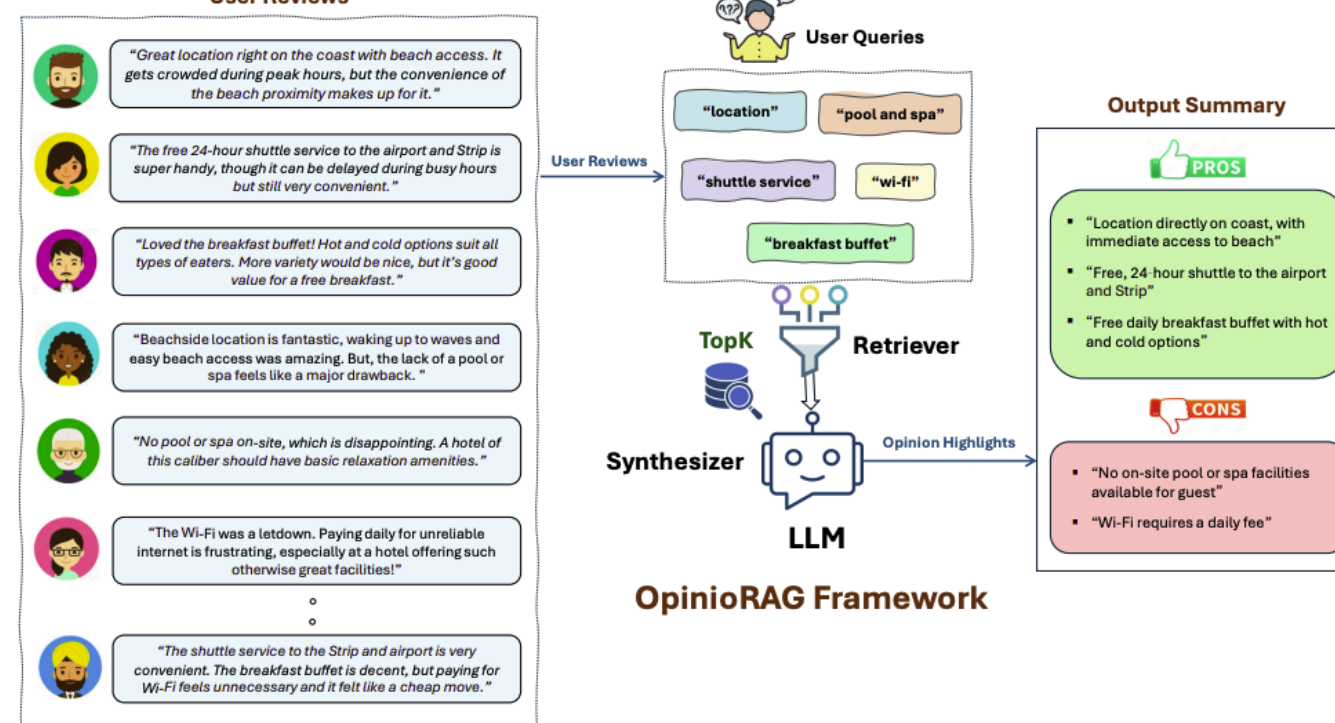 User Reviews
“Great location right on the coast with beach access. It
gets crowded during peak hours, but the convenience of
the beach proximity makes up for it.”
“The free 24-hour shuttle service to the airport and Strip is
super handy, though it can be delayed during busy hours
but still very convenient.”
“Loved the breakfast buffet! Hot and cold options suit all
types of eaters. More variety would be nice, but it’s good
value for a free breakfast.”
“Beachside location is fantastic, waking up to waves and
easy beach access was amazing. But, the lack of a pool or
spa feels like a major drawback. ”
“No pool or spa on-site, which is disappointing. A hotel of
this caliber should have basic relaxation amenities.”
“The Wi-Fi was a letdown. Paying daily for unreliable
internet is frustrating, especially at a hotel offering such
otherwise great facilities!”
“The shuttle service to the Strip and airport is very
convenient. The breakfast buffet is decent, but paying for
Wi-Fi feels unnecessary and it felt like a cheap move.”
User Reviews
???
User Queries
“location”
“pool and spa”
“shuttle service”
“wi-fi”
“breakfast buffet”
TopK
Retriever
Synthesizer
LLM
OpinioRAG Framework
Opinion Highlights
Output Summary
PROS
▪ “Location directly on coast, with
immediate access to beach”
▪ “Free, 24-hour shuttle to the airport
and Strip”
▪ “Free daily breakfast buffet with hot
and cold options”
CONS
▪ “No on-site pool or spa facilities
available for guest”
▪ “Wi-Fi requires a daily fee”